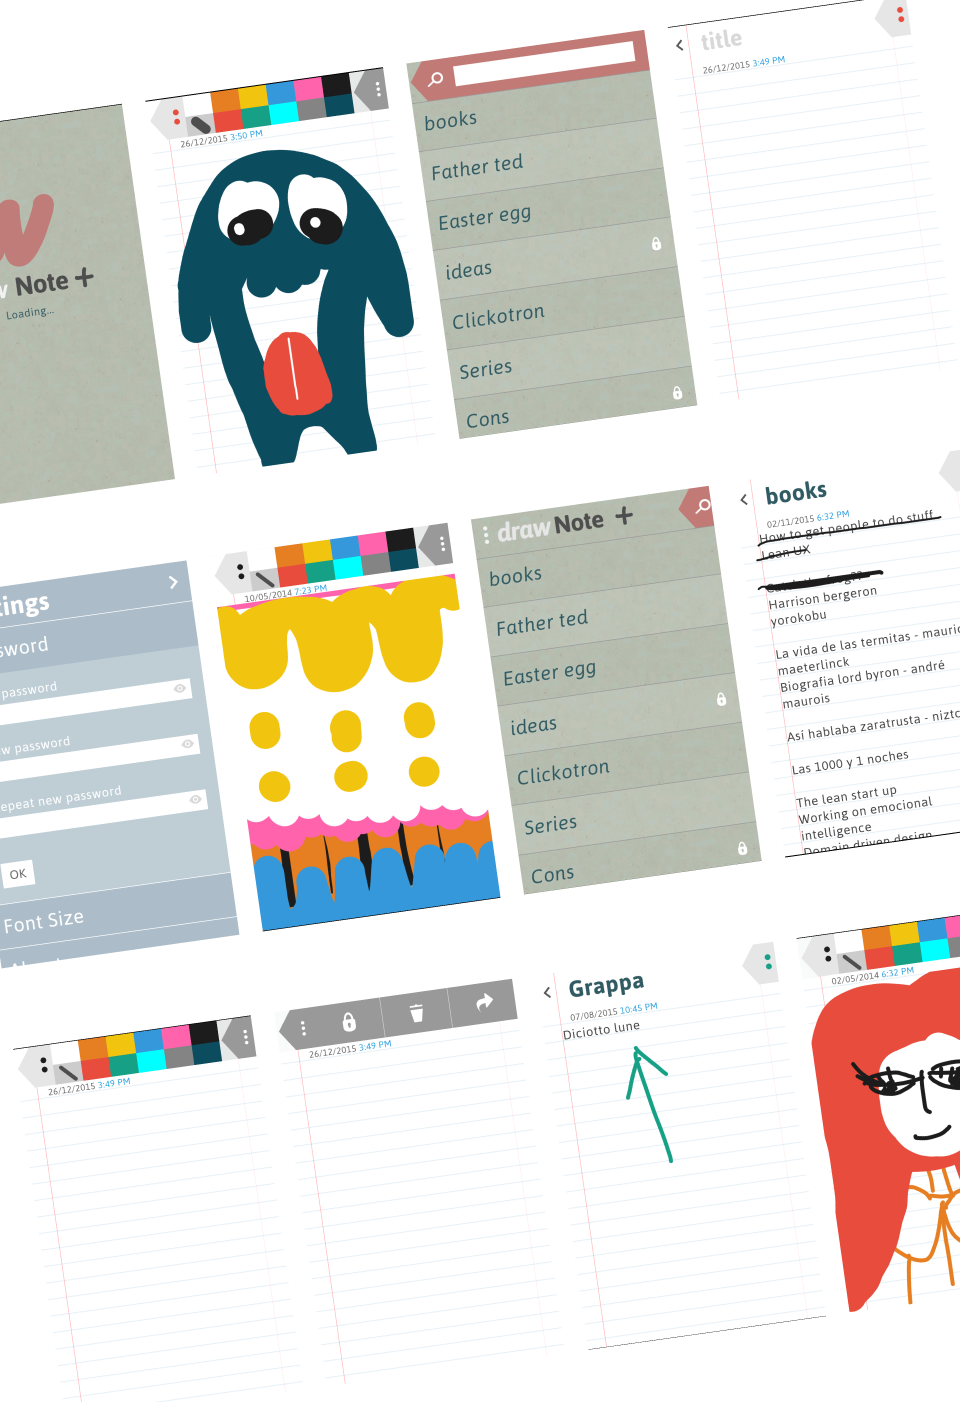 W
w Note +
Loading...
26/12/2015 3:50 PM
books
Father ted
Easter egg
ideas
Clickotron
Series
Cons
title
26/12/2015 3:49 PM
tings
sword
password
w password
epeat new password
OK
Font Size
10/05/2014 7:23 PM
draw Note +
books
Father ted
Easter egg
ideas
Clickotron
Series
Cons
books
02/11/2015 6:32 PM
How to get people to do stuff
Lean UX
Harrison bergeron
yorokobu
La vida de las termitas - mauric
maeterlinck
Biografia lord byron - andré
maurois
Asi hablaba zaratrusta - nizto
Las 1000 y 1 noches
The lean start up
Working on emocional
intelligence
Domain driven design
26/12/2015 3:49 PM
26/12/2015 3:49 PM
Grappa
07/08/2015 10:45 PM
Diciotto lune
02/05/2014 6:32 PM